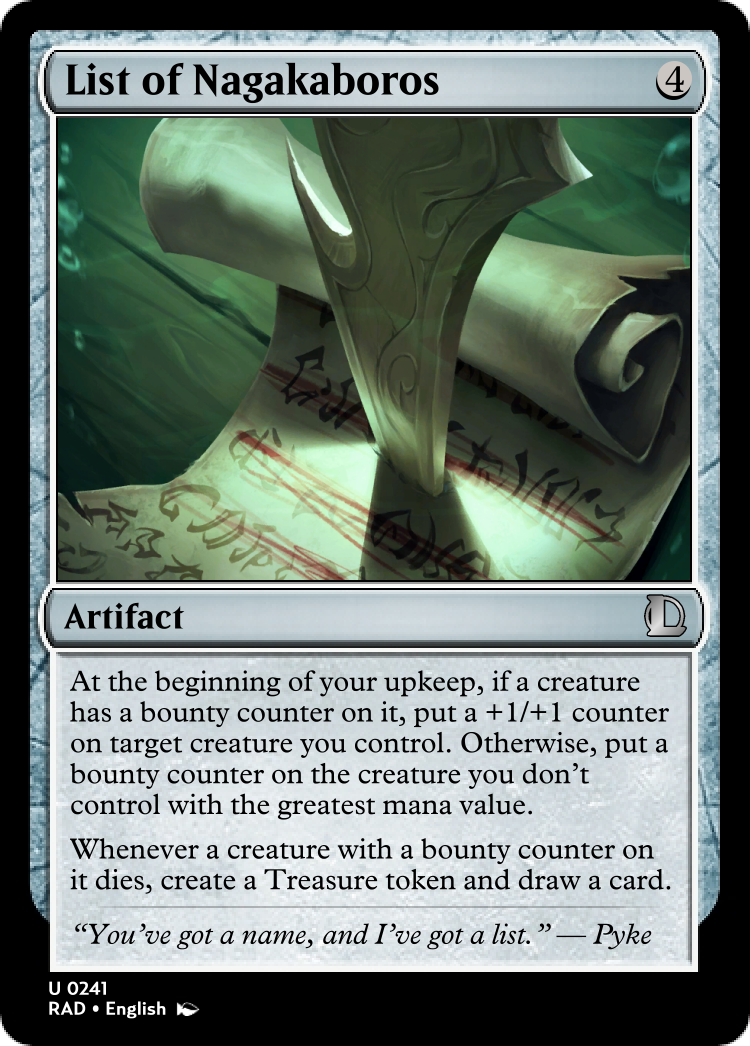 List of Nagakaboros 4
Artifact
At the beginning of your upkeep, if a creature
has a bounty counter on it, put a +1/+1 counter
on target creature you control. Otherwise, put a
bounty counter on the creature you don't
control with the greatest mana value.
Whenever a creature with a bounty counter on
it dies, create a Treasure token and draw a card.
“You've got a name, and I've got a list.” — Pyke
U 0241
RAD • English